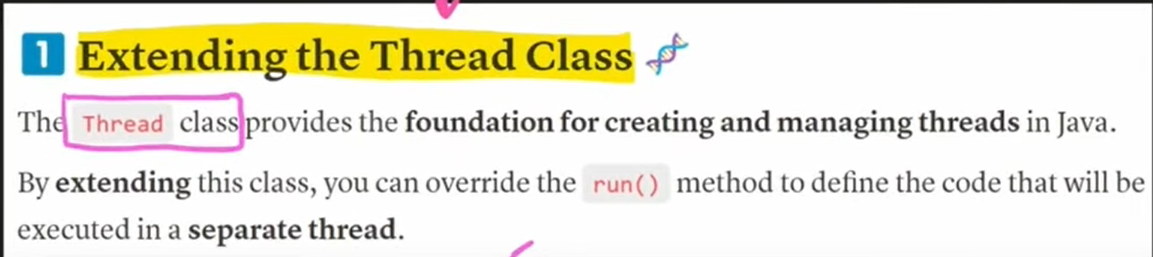 1 Extending the Thread Class 🧬
The Thread class provides the foundation for creating and managing threads in Java.
By extending this class, you can override the run() method to define the code that will be
executed in a separate thread.